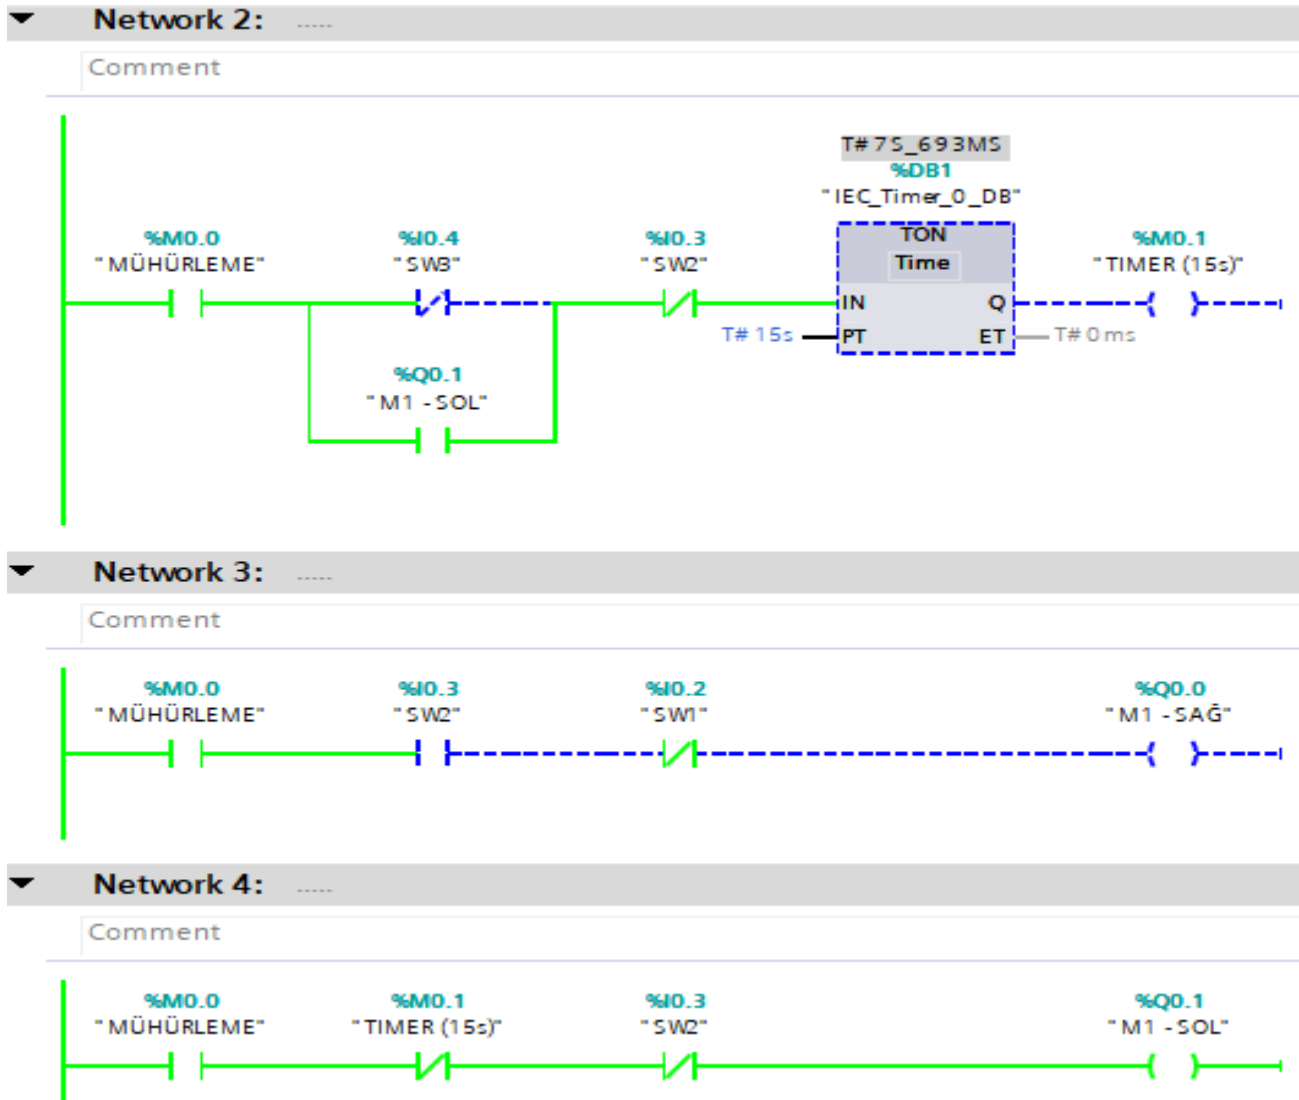 Network 2: .....
Comment
T#7S_693MS
%DB1
"IEC_Timer_0_DB"
%M0.0 %I0.4 %I0.3 TON %M0.1
"MÜHÜRLEME" "SW3" "SW2" Time "TIMER (15s)"
IN Q
T#15s PT ET T#0ms
%Q0.1
"M1 - SOL"
Network 3: .....
Comment
%M0.0 %I0.3 %I0.2 %Q0.0
"MÜHÜRLEME" "SW2" "SW1" "M1 - SAĞ"
Network 4: .....
Comment
%M0.0 %M0.1 %I0.3 %Q0.1
"MÜHÜRLEME" "TIMER (15s)" "SW2" "M1 - SOL"